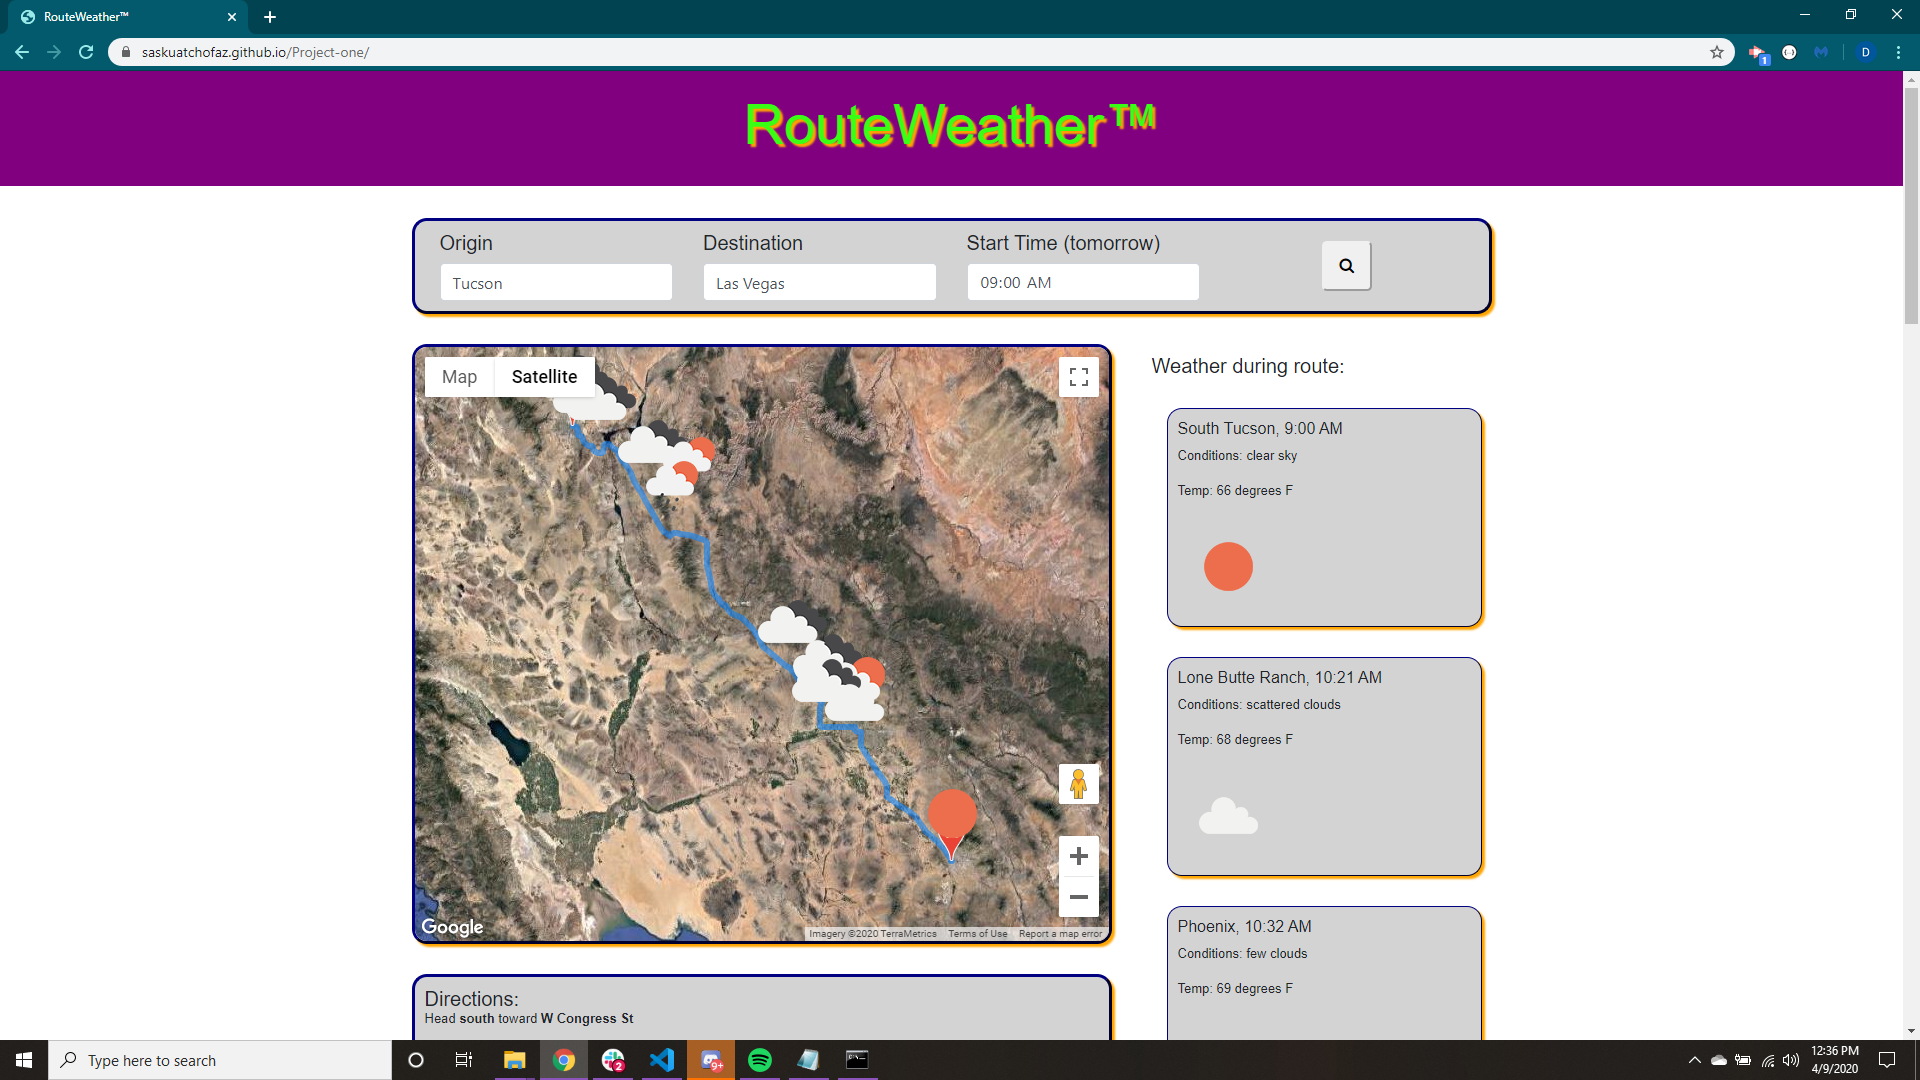 RouteWeather™
saskuatchofaz.github.io/Project-one/
1
D
RouteWeather™
Origin
Destination
Start Time (tomorrow)
Tucson
Las Vegas
09:00 AM
Map
Satellite
Google
Imagery ©2020 TerraMetrics
Terms of Use
Report a map error
Weather during route:
South Tucson, 9:00 AM
Conditions: clear sky
Temp: 66 degrees F
Lone Butte Ranch, 10:21 AM
Conditions: scattered clouds
Temp: 68 degrees F
Phoenix, 10:32 AM
Conditions: few clouds
Temp: 69 degrees F
Directions:
Head south toward W Congress St
Type here to search
2
9+
12:36 PM
4/9/2020